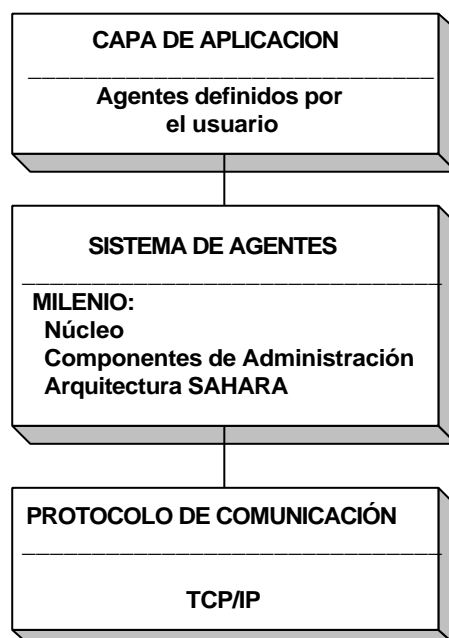 CAPA DE APLICACION
Agentes definidos por
el usuario
SISTEMA DE AGENTES
MILENIO:
Núcleo
Componentes de Administración
Arquitectura SAHARA
PROTOCOLO DE COMUNICACIÓN
TCP/IP